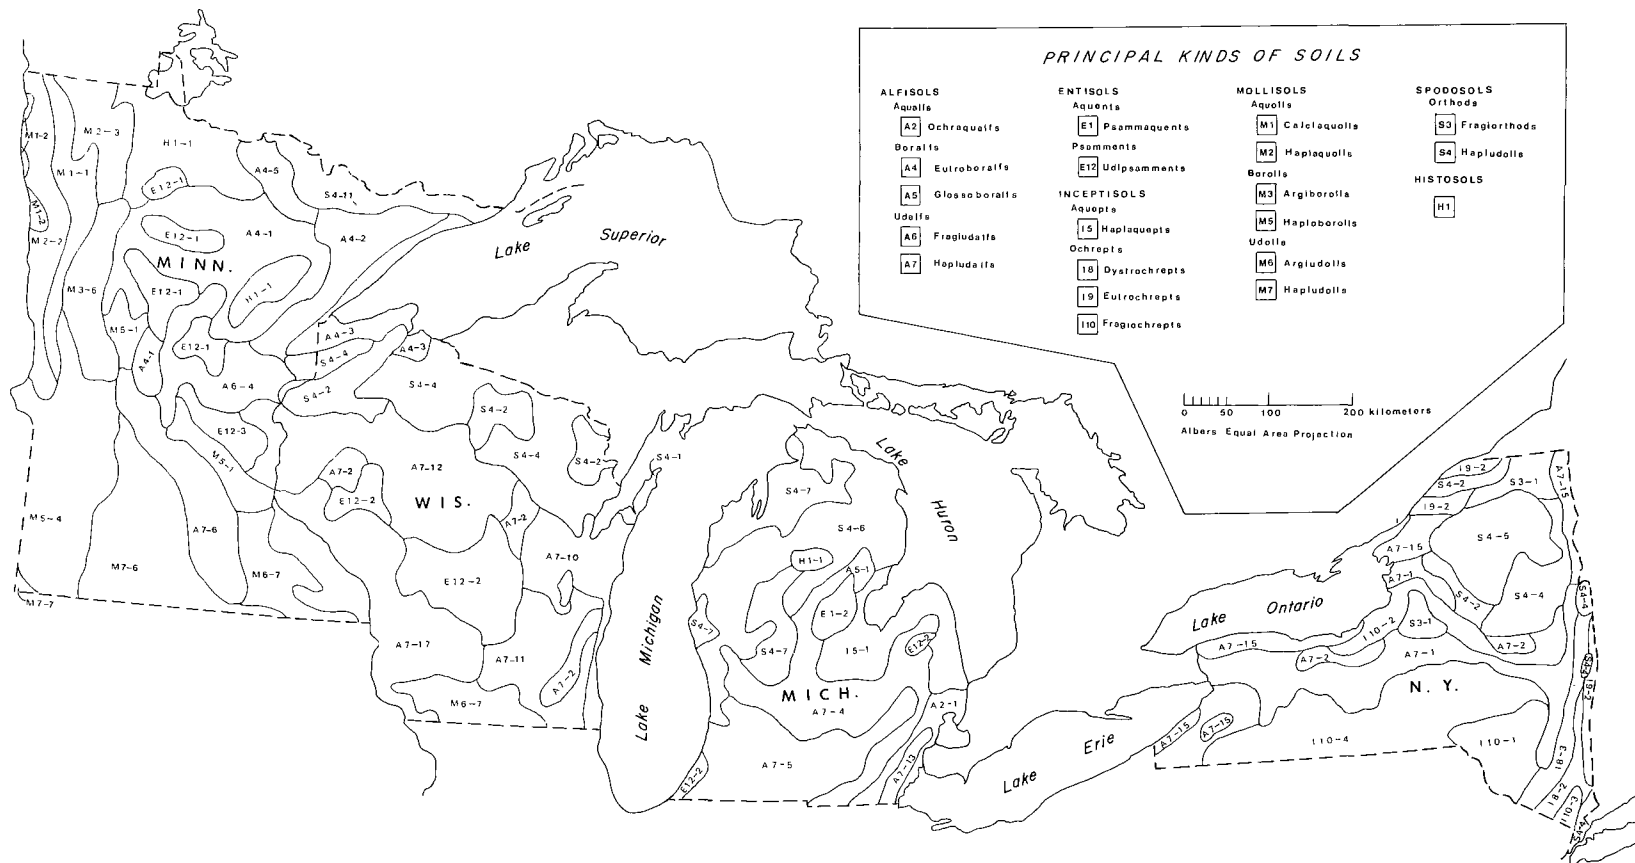 PRINCIPAL KINDS OF SOILS
ALFISOLS
Aqualfs
A2 Ochraqualfs
Boralfs
A4 Eutroboralfs
A5 Glossoboralfs
Udalfs
A6 Fragiudalfs
A7 Hapludalfs
ENTISOLS
Aquents
E1 Psammaquents
Psamments
E12 Udipsamments
INCEPTISOLS
Aquepts
I5 Haplaquepts
Ochrepts
I8 Dystrochrepts
I9 Eutrochrepts
I10 Fragiochrepts
MOLLISOLS
Aquolls
M1 Calciaquolls
M2 Haplaquolls
Borolls
M3 Argiborolls
M5 Haploborolls
Udolls
M6 Argiudolls
M7 Hapludolls
SPODOSOLS
Orthods
S3 Fragiorthods
S4 Hapludolls
HISTOSOLS
H1
0 50 100 200 kilometers
Albers Equal Area Projection
M1-2
M2-3
H1-1
M1-1
E12-1
A4-5
S4-11
M1-2
M2-2
E12-1
A4-1
A4-2
MINN.
M3-6
E12-1
H1-1
M5-1
A4-1
E12-1
A6-4
A4-3
S4-4
A4-3
S4-2
S4-4
S4-2
E12-3
M5-1
A7-2
A7-12
S4-4
S4-2
S4-1
E12-2
WIS.
A7-2
M5-4
A7-6
M7-6
M6-7
E12-2
A7-10
M7-7
A7-17
A7-11
A7-2
M6-7
Lake Superior
Lake Michigan
Lake Huron
S4-7
S4-6
H1-1
A5-1
E1-2
S4-7
S4-7
I5-1
E12-2
MICH.
A7-4
A2-1
A7-5
A7-13
E12-2
Lake Erie
Lake Ontario
I9-2
S4-2
S3-1
A7-15
I9-2
A7-15
S4-5
A7-1
S4-2
S4-4
S4-4
S3-1
I10-2
A7-15
A7-2
A7-1
A7-2
S4-4
I9-2
N. Y.
A7-15
A7-15
I10-4
I10-1
I8-3
I8-2
I10-3
S4-4